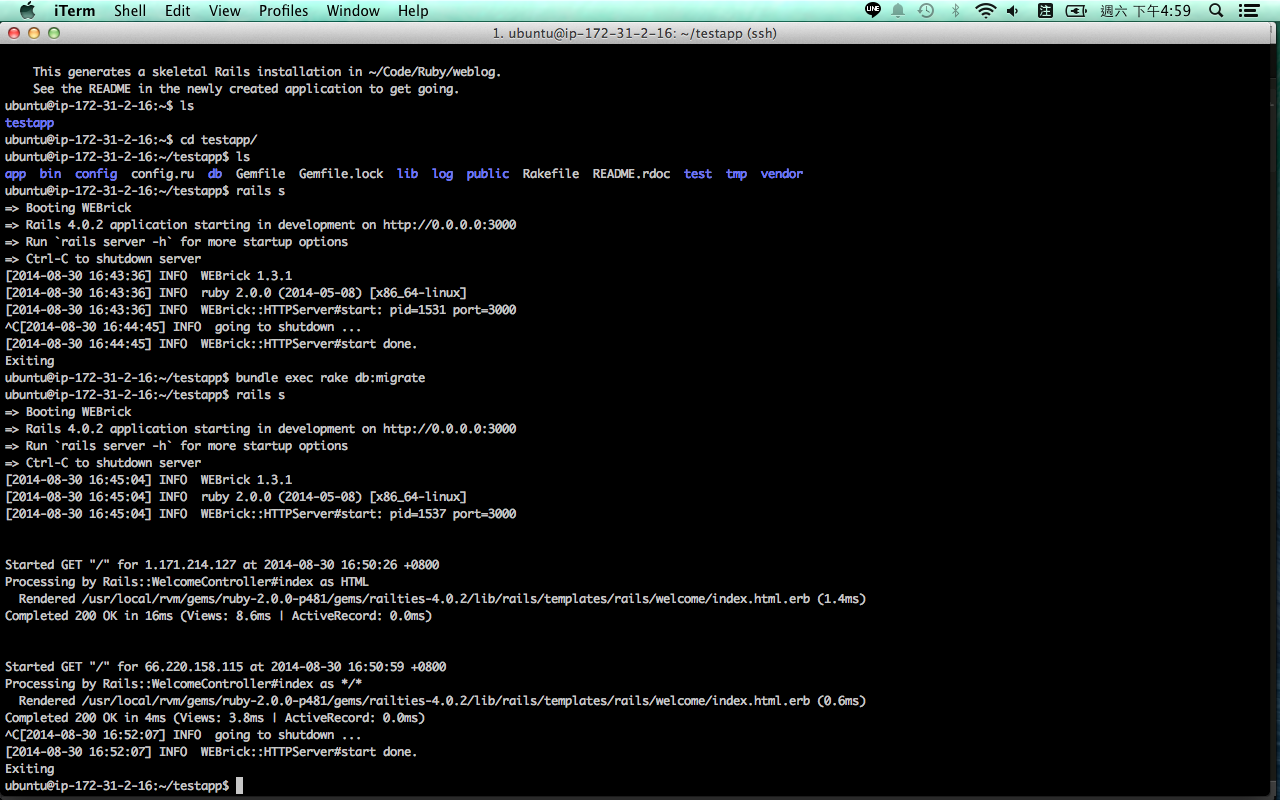 iTerm Shell Edit View Profiles Window Help LINE 注 週六 下午4:59
1. ubuntu@ip-172-31-2-16: ~/testapp (ssh)
This generates a skeletal Rails installation in ~/Code/Ruby/weblog.
See the README in the newly created application to get going.
ubuntu@ip-172-31-2-16:~$ ls
testapp
ubuntu@ip-172-31-2-16:~$ cd testapp/
ubuntu@ip-172-31-2-16:~/testapp$ ls
app bin config config.ru db Gemfile Gemfile.lock lib log public Rakefile README.rdoc test tmp vendor
ubuntu@ip-172-31-2-16:~/testapp$ rails s
=> Booting WEBrick
=> Rails 4.0.2 application starting in development on http://0.0.0.0:3000
=> Run `rails server -h` for more startup options
=> Ctrl-C to shutdown server
[2014-08-30 16:43:36] INFO  WEBrick 1.3.1
[2014-08-30 16:43:36] INFO  ruby 2.0.0 (2014-05-08) [x86_64-linux]
[2014-08-30 16:43:36] INFO  WEBrick::HTTPServer#start: pid=1531 port=3000
^C[2014-08-30 16:44:45] INFO  going to shutdown ...
[2014-08-30 16:44:45] INFO  WEBrick::HTTPServer#start done.
Exiting
ubuntu@ip-172-31-2-16:~/testapp$ bundle exec rake db:migrate
ubuntu@ip-172-31-2-16:~/testapp$ rails s
=> Booting WEBrick
=> Rails 4.0.2 application starting in development on http://0.0.0.0:3000
=> Run `rails server -h` for more startup options
=> Ctrl-C to shutdown server
[2014-08-30 16:45:04] INFO  WEBrick 1.3.1
[2014-08-30 16:45:04] INFO  ruby 2.0.0 (2014-05-08) [x86_64-linux]
[2014-08-30 16:45:04] INFO  WEBrick::HTTPServer#start: pid=1537 port=3000
Started GET "/" for 1.171.214.127 at 2014-08-30 16:50:26 +0800
Processing by Rails::WelcomeController#index as HTML
Rendered /usr/local/rvm/gems/ruby-2.0.0-p481/gems/railties-4.0.2/lib/rails/templates/rails/welcome/index.html.erb (1.4ms)
Completed 200 OK in 16ms (Views: 8.6ms | ActiveRecord: 0.0ms)
Started GET "/" for 66.220.158.115 at 2014-08-30 16:50:59 +0800
Processing by Rails::WelcomeController#index as */*
Rendered /usr/local/rvm/gems/ruby-2.0.0-p481/gems/railties-4.0.2/lib/rails/templates/rails/welcome/index.html.erb (0.6ms)
Completed 200 OK in 4ms (Views: 3.8ms | ActiveRecord: 0.0ms)
^C[2014-08-30 16:52:07] INFO  going to shutdown ...
[2014-08-30 16:52:07] INFO  WEBrick::HTTPServer#start done.
Exiting
ubuntu@ip-172-31-2-16:~/testapp$